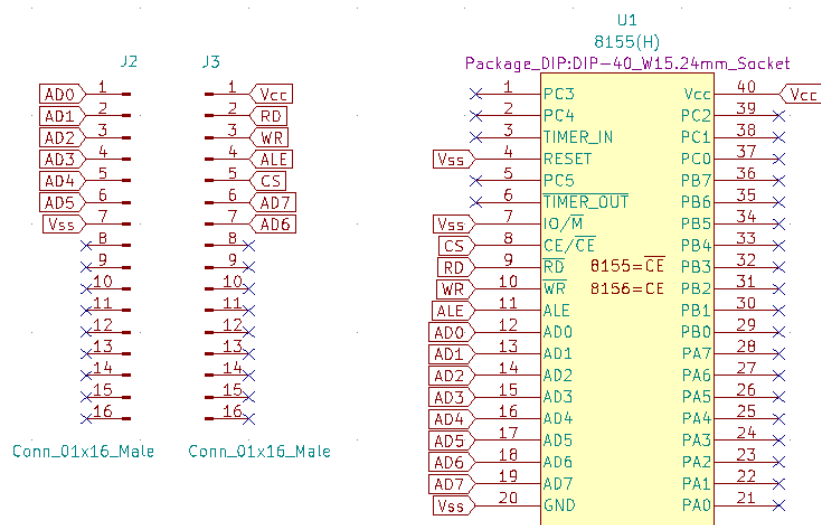 J2 J3
AD0 1 1 Vcc
AD1 2 2 RD
AD2 3 3 WR
AD3 4 4 ALE
AD4 5 5 CS
AD5 6 6 AD7
Vss 7 7 AD6
8 8
9 9
10 10
11 11
12 12
13 13
14 14
15 15
16 16
Conn_01x16_Male Conn_01x16_Male
U1
8155(H)
Package_DIP:DIP-40_W15.24mm_Socket
1 PC3 Vcc 40 Vcc
2 PC4 PC2 39
3 TIMER_IN PC1 38
Vss 4 RESET PC0 37
5 PC5 PB7 36
6 TIMER_OUT PB6 35
Vss 7 IO/M PB5 34
CS 8 CE/CE PB4 33
RD 9 RD 8155=CE PB3 32
WR 10 WR 8156=CE PB2 31
ALE 11 ALE PB1 30
AD0 12 AD0 PB0 29
AD1 13 AD1 PA7 28
AD2 14 AD2 PA6 27
AD3 15 AD3 PA5 26
AD4 16 AD4 PA4 25
AD5 17 AD5 PA3 24
AD6 18 AD6 PA2 23
AD7 19 AD7 PA1 22
Vss 20 GND PA0 21